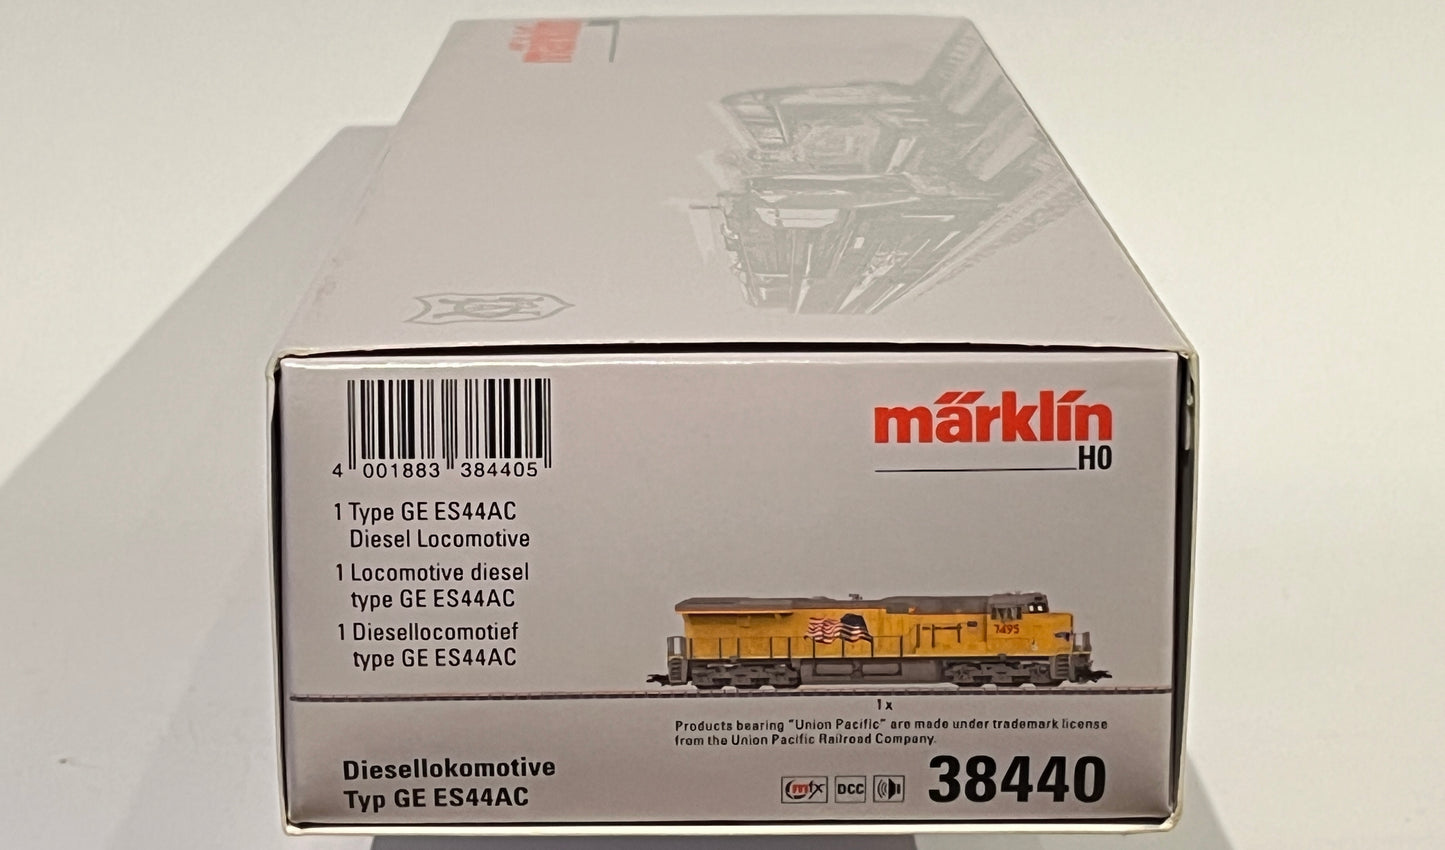 märklin
H0
4 001883 384405
1 Type GE ES44AC
Diesel Locomotive
1 Locomotive diesel
type GE ES44AC
1 Diesellocomotief
type GE ES44AC
7495
1x
Products bearing "Union Pacific" are made under trademark license
from the Union Pacific Railroad Company.
Diesellokomotive
Typ GE ES44AC
mfx
DCC
38440